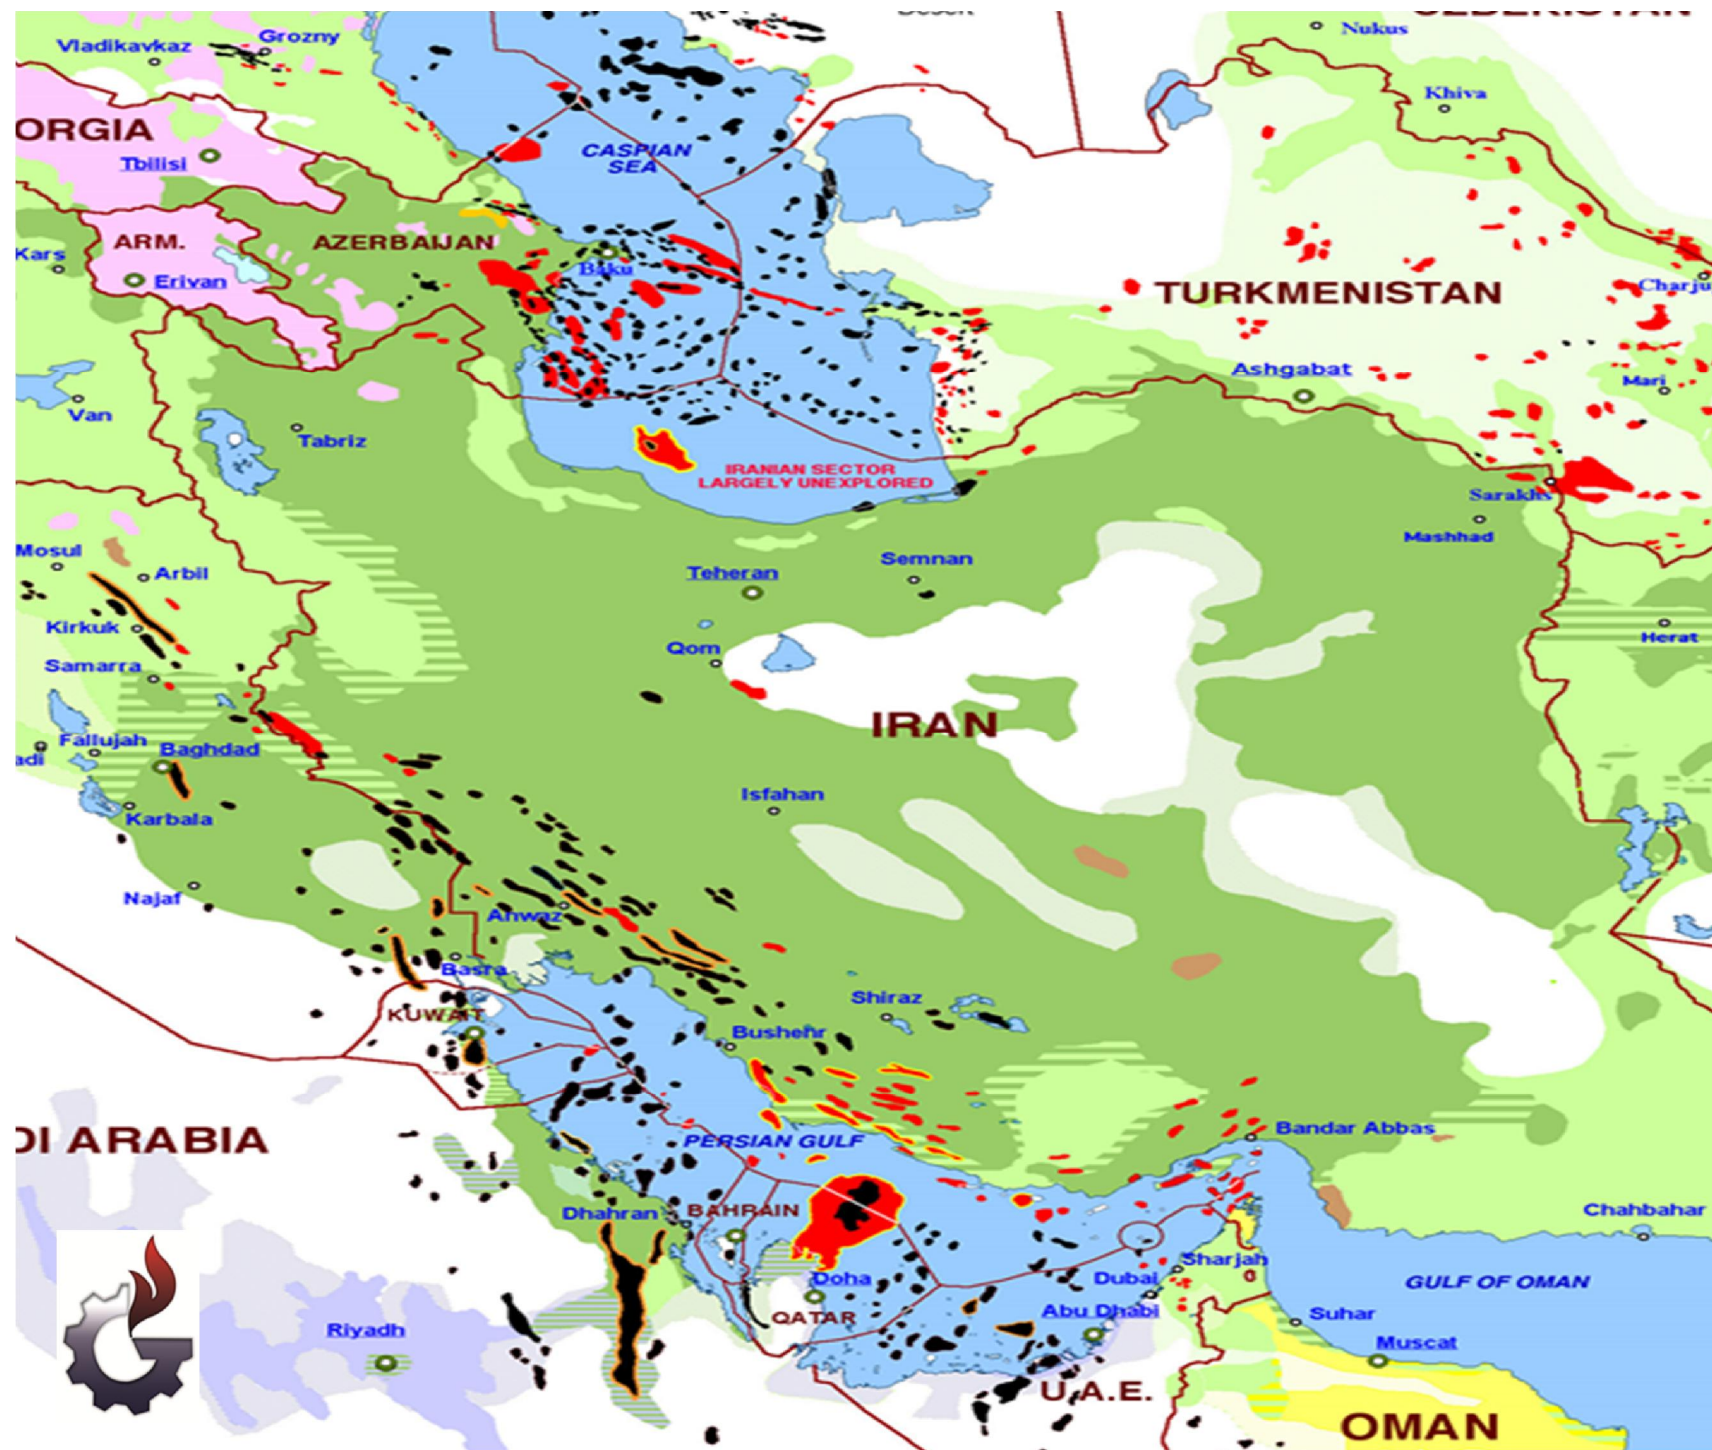 Nukus
Grozny
Vladikavkaz
Khiva
ORGIA
Tbilisi
CASPIAN
SEA
ARM.
AZERBAIJAN
Kars
Erivan
Baku
TURKMENISTAN
Charju
Ashgabat
Mari
Van
Tabriz
IRANIAN SECTOR
LARGELY UNEXPLORED
Sarakhs
Mashhad
Mosul
Arbil
Teheran
Semnan
Kirkuk
Herat
Qom
Samarra
IRAN
Fallujah
Baghdad
adi
Isfahan
Karbala
Najaf
Ahwaz
Basra
Shiraz
KUWAIT
Bushehr
DI ARABIA
PERSIAN GULF
Bandar Abbas
Dhahran
BAHRAIN
Chahbahar
Sharjah
Doha
Dubai
GULF OF OMAN
Abu Dhabi
Suhar
QATAR
Riyadh
Muscat
U.A.E.
OMAN